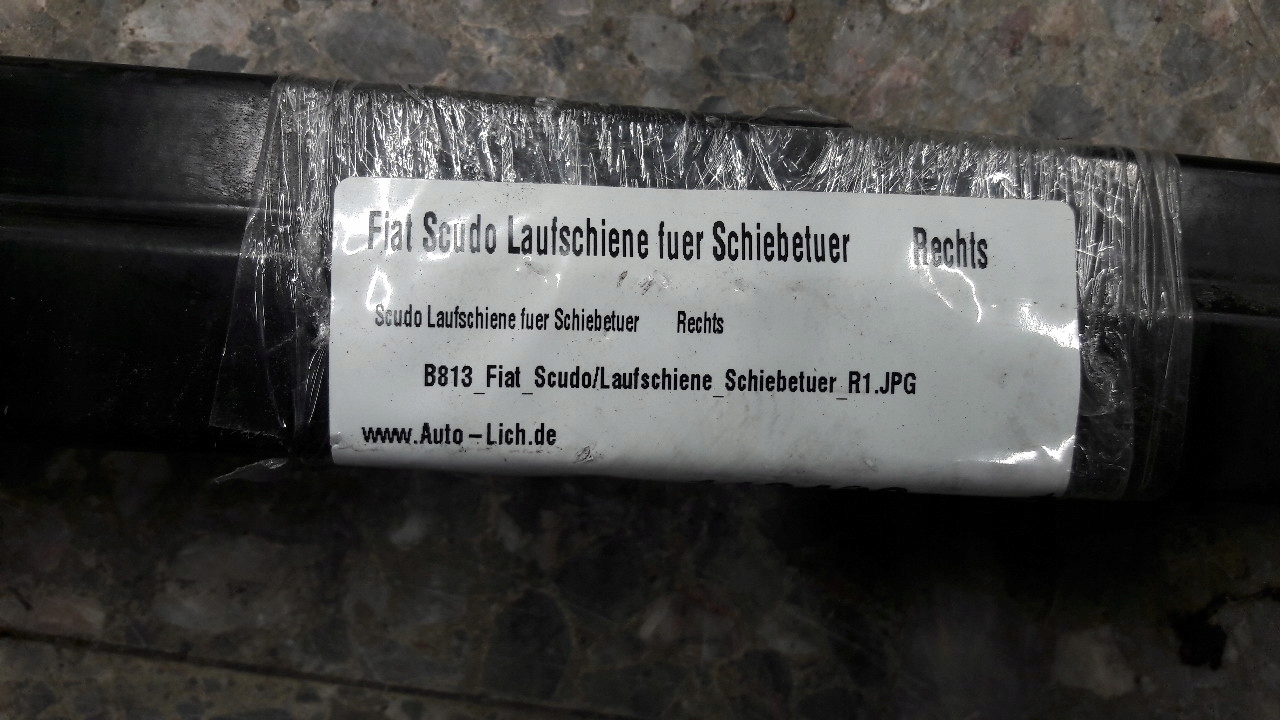 Fiat Scudo Laufschiene fuer Schiebetuer Rechts
Scudo Laufschiene fuer Schiebetuer Rechts
B813_Fiat_Scudo/Laufschiene_Schiebetuer_R1.JPG
www.Auto-Lich.de